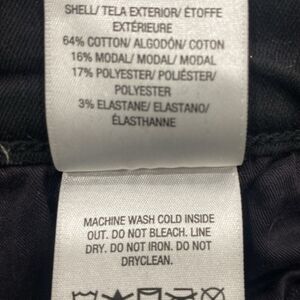 SHELL/ TELA EXTERIOR/ ÉTOFFE
EXTÉRIEURE
64% COTTON/ ALGODÓN/ COTON
16% MODAL/ MODAL/ MODAL
17% POLYESTER/ POLIÉSTER/
POLYESTER
3% ELASTANE/ ELASTANO/
ÉLASTHANNE
MACHINE WASH COLD INSIDE
OUT. DO NOT BLEACH. LINE
DRY. DO NOT IRON. DO NOT
DRYCLEAN.